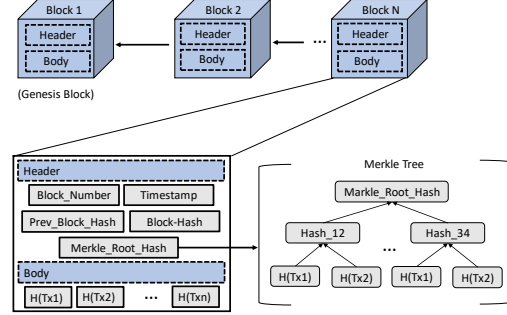 Block 1
Block 2
Block N
Header
Header
...
Header
Body
Body
Body
(Genesis Block)
Header
Block_Number
Timestamp
Prev_Block_Hash
Block-Hash
Merkle_Root_Hash
Body
H(Tx1)
H(Tx2)
...
H(Txn)
Merkle Tree
Markle_Root_Hash
Hash_12
...
Hash_34
H(Tx1)
H(Tx2)
H(Tx1)
H(Tx2)